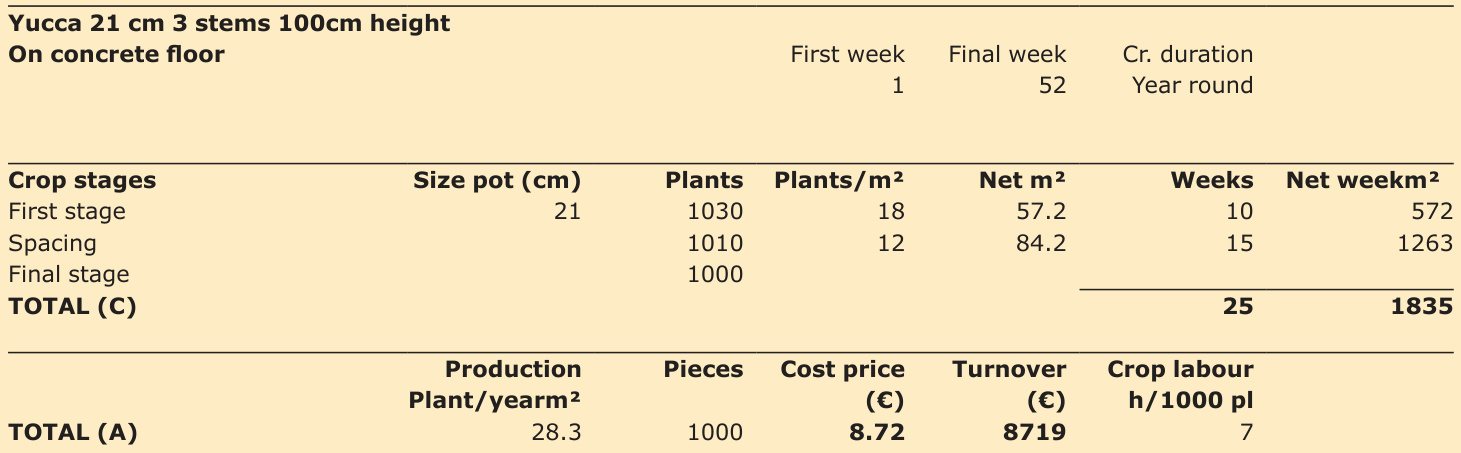 Yucca 21 cm 3 stems 100cm height
On concrete floor First week Final week Cr. duration
1 52 Year round
Crop stages Size pot (cm) Plants Plants/m² Net m² Weeks Net weekm²
First stage 21 1030 18 57.2 10 572
Spacing 1010 12 84.2 15 1263
Final stage 1000
TOTAL (C) 25 1835
Production Pieces Cost price Turnover Crop labour
Plant/yearm² (€) (€) h/1000 pl
TOTAL (A) 28.3 1000 8.72 8719 7